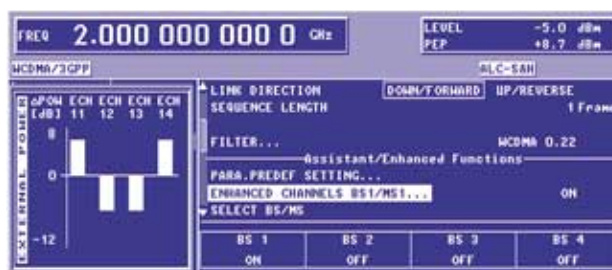 FREQ 2.000 000 000 0 GHz
LEVEL -5.0 dBm
PEP +8.7 dBm
WCDMA/3GPP
ALC-S&H
EXTERNAL POWER
ΔPOW ECH ECH ECH ECH
[dB] 11 12 13 14
8
0
-12
LINK DIRECTION DOWN/FORWARD UP/REVERSE
SEQUENCE LENGTH 1 Frame
FILTER... WCDMA 0.22
Assistant/Enhanced Functions
PARA.PREDEF SETTING...
ENHANCED CHANNELS BS1/MS1... ON
SELECT BS/MS
BS 1 BS 2 BS 3 BS 4
ON OFF OFF OFF